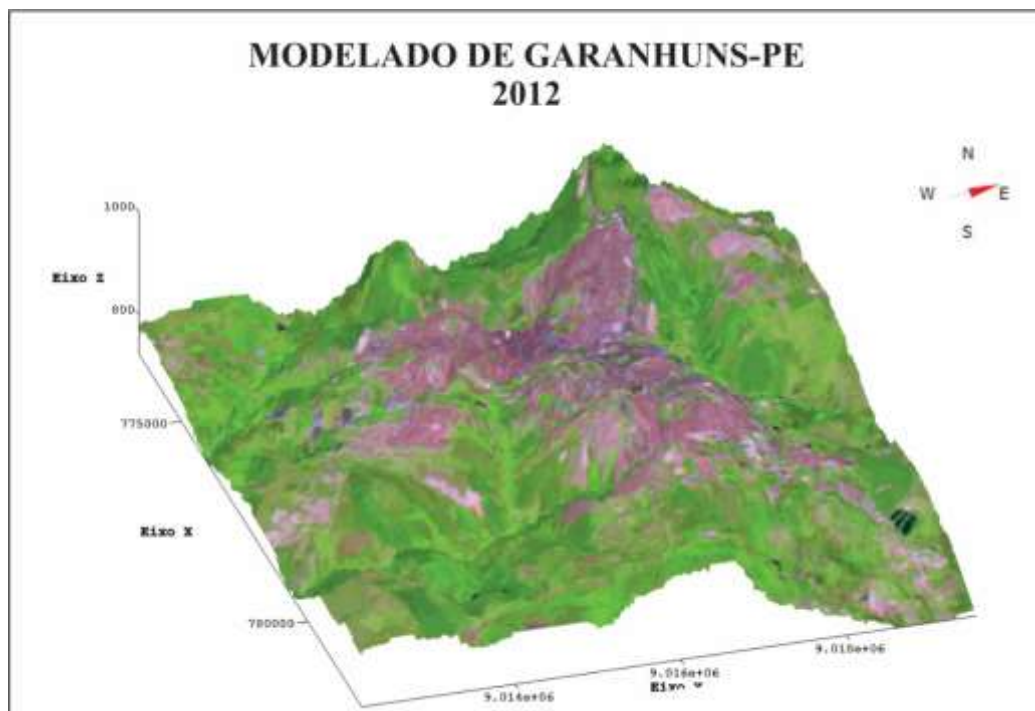 MODELADO DE GARANHUNS-PE
2012
N
W E
S
1000
Eixo Z
800
775000
Eixo X
780000
9.014e+06
9.016e+06
9.018e+06
Eixo